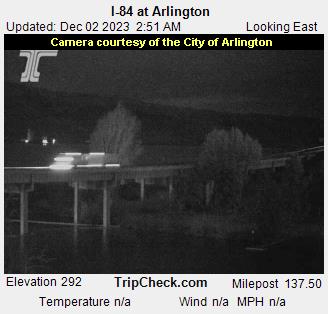 I-84 at Arlington
Updated: Dec 02 2023 2:51 AM Looking East
Camera courtesy of the City of Arlington
Elevation 292 TripCheck.com Milepost 137.50
Temperature n/a Wind n/a MPH n/a